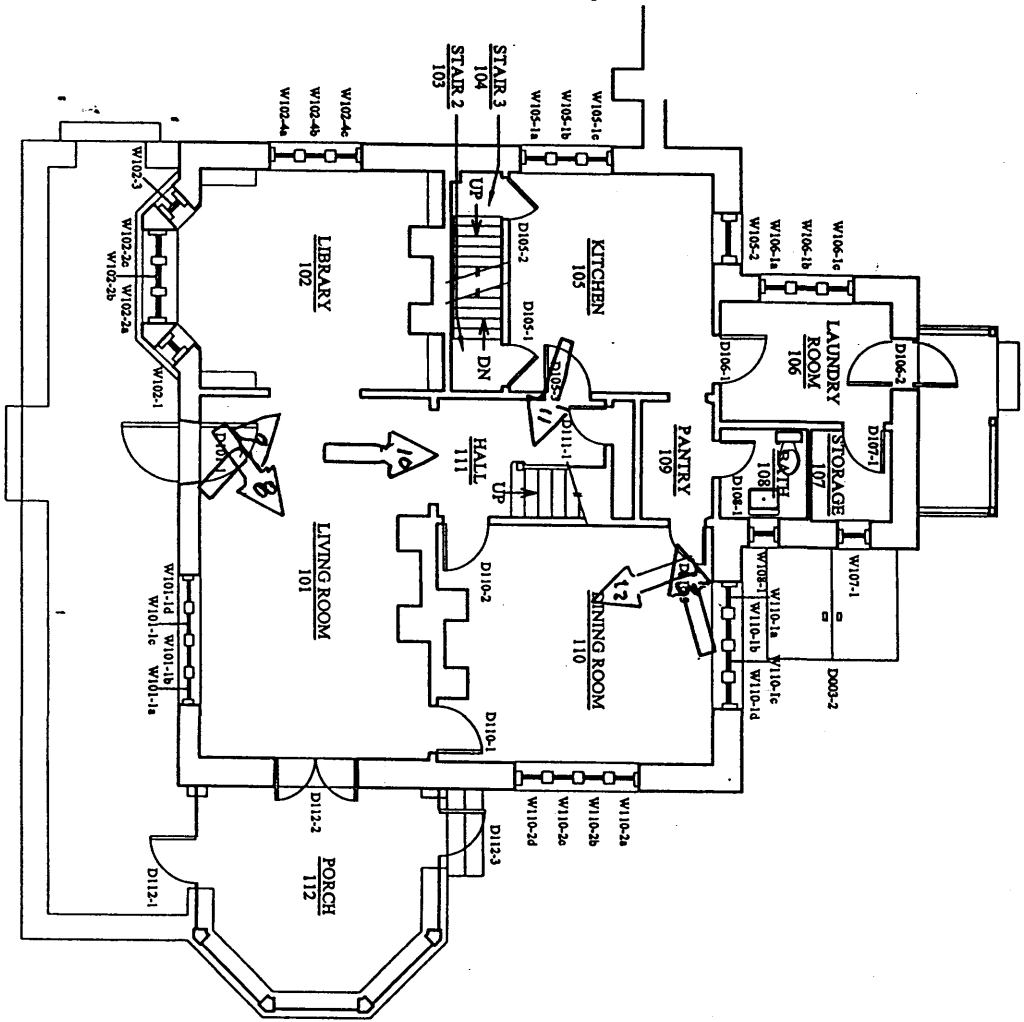 STAIR 3
104
STAIR 2
103
W105-1a
W105-1b
W105-1c
W102-4a
W102-4b
W102-4c
W102-3
W102-2c
W102-2b
W102-2a
W102-1
W105-2
W106-1a
W106-1b
W106-1c
LIBRARY
102
UP
DN
D105-2
D105-1
KITCHEN
105
D105-3
11
D111-1
D106-1
LAUNDRY
ROOM
106
D106-2
D107-1
STORAGE
107
BATH
108
D108-1
PANTRY
109
HALL
111
UP
10
8
LIVING ROOM
101
D110-2
DINING ROOM
110
12
D110-1
W108-1
W107-1
W110-1a
W110-1b
W110-1c
W110-1d
D003-2
W110-2a
W110-2b
W110-2c
W110-2d
W101-1d
W101-1c
W101-1b
W101-1a
D112-2
D112-3
D112-1
PORCH
112